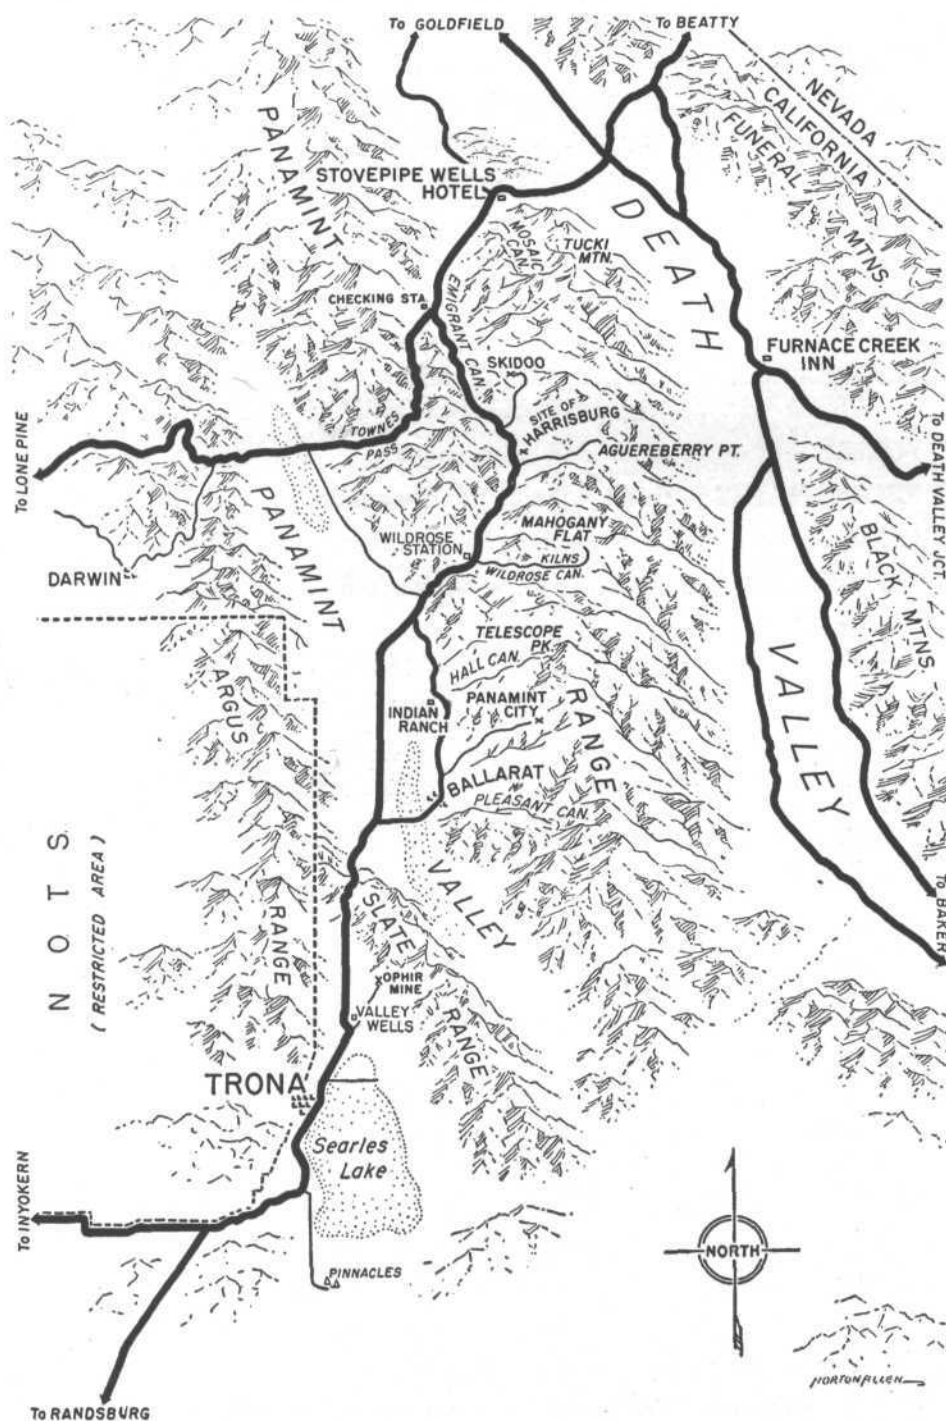 To GOLDFIELD
To BEATTY
NEVADA
CALIFORNIA
FUNERAL
MTNS
PANAMINT
STOVEPIPE WELLS
HOTEL
DEATH
MOSAIC
CAN.
TUCKI
MTN.
CHECKING STA.
EMIGRANT CAN.
FURNACE CREEK
INN
SKIDOO
SITE OF
HARRISBURG
To LONE PINE
TOWNES
PASS
AGUEREBERRY PT.
To DEATH VALLEY JCT.
PANAMINT
MAHOGANY
FLAT
WILDROSE
STATION
KILNS
WILDROSE CAN.
DARWIN
BLACK
MTNS
TELESCOPE
PK.
HALL CAN.
ARGUS
RANGE
PANAMINT
CITY
INDIAN
RANCH
RANGE
VALLEY
BALLARAT
PLEASANT CAN.
NOTS
(RESTRICTED AREA)
VALLEY
To BAKER
SLATE
RANGE
OPHIR
MINE
VALLEY
WELLS
TRONA
Searles
Lake
To INYOKERN
NORTH
PINNACLES
NORTON ALLEN
To RANDSBURG